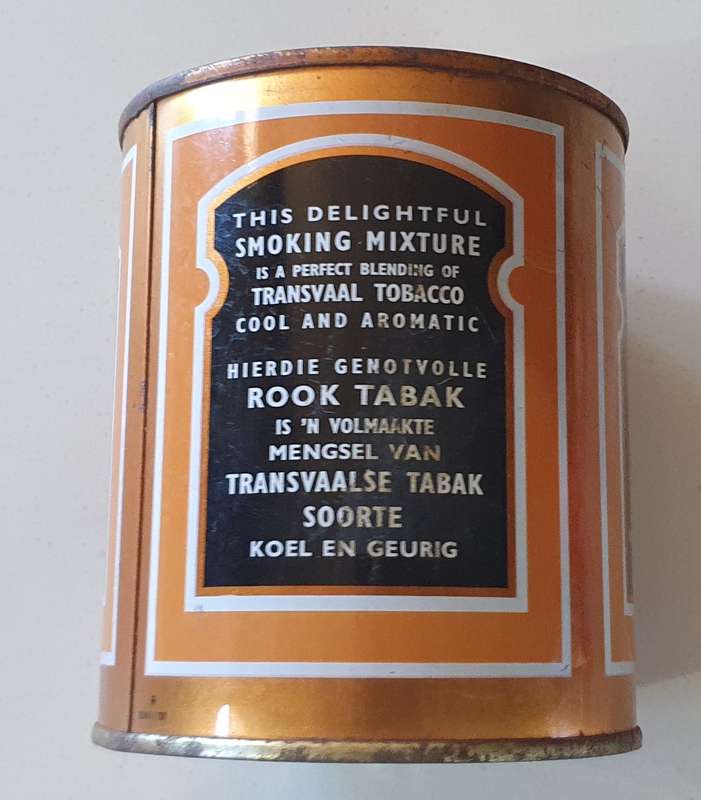 THIS DELIGHTFUL
SMOKING MIXTURE
IS A PERFECT BLENDING OF
TRANSVAAL TOBACCO
COOL AND AROMATIC
HIERDIE GENOTVOLLE
ROOK TABAK
IS 'N VOLMAAKTE
MENGSEL VAN
TRANSVAALSE TABAK
SOORTE
KOEL EN GEURIG